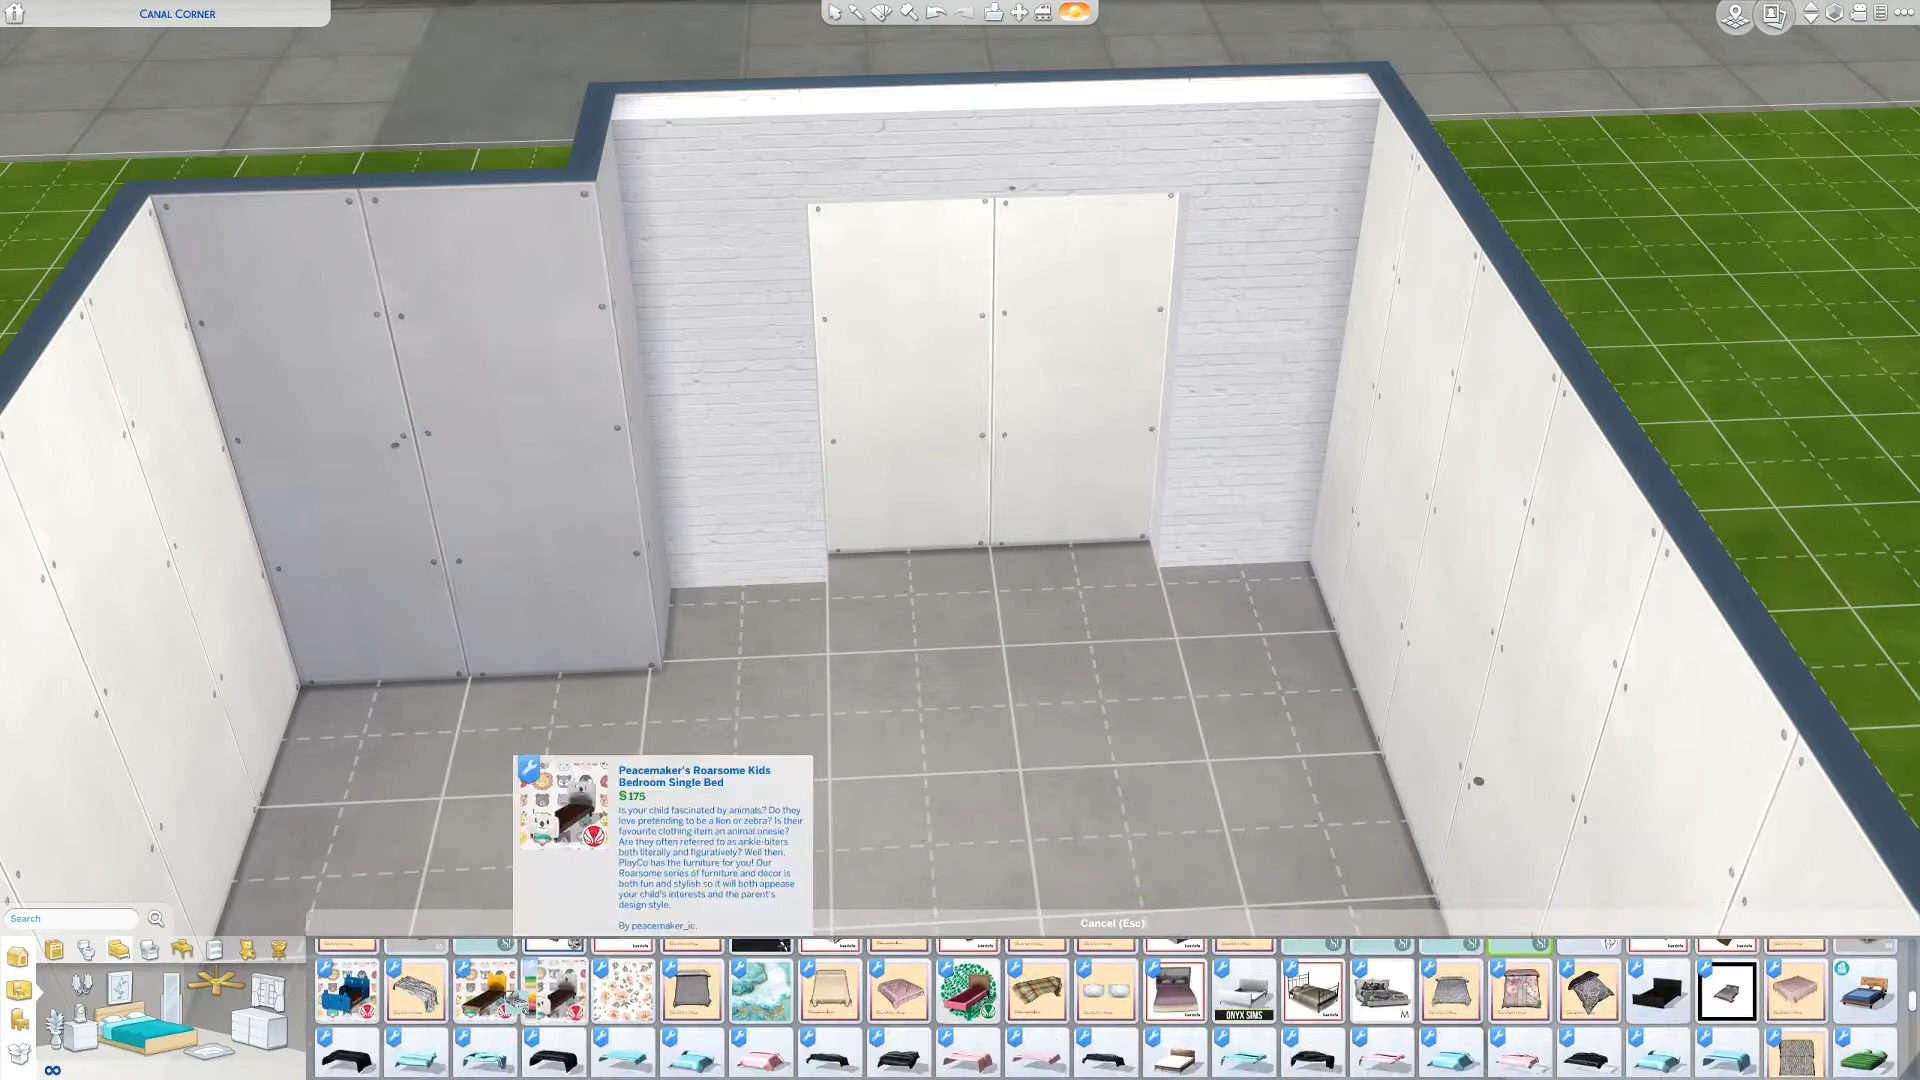 CANAL CORNER
Peacemaker's Roarsome Kids
Bedroom Single Bed
§175
Is your child fascinated by animals? Do they
love pretending to be a lion or zebra? Is their
favourite clothing item an animal onesie?
Are they often referred to as ankle-biters
both literally and figuratively? Well then,
PlayCo has the furniture for you! Our
Roarsome series of furniture and decor is
both fun and stylish so it will both appease
your child's interests and the parent's
design style.
By peacemaker_ic.
Search
Cancel (Esc)
ONYX SIMS
M